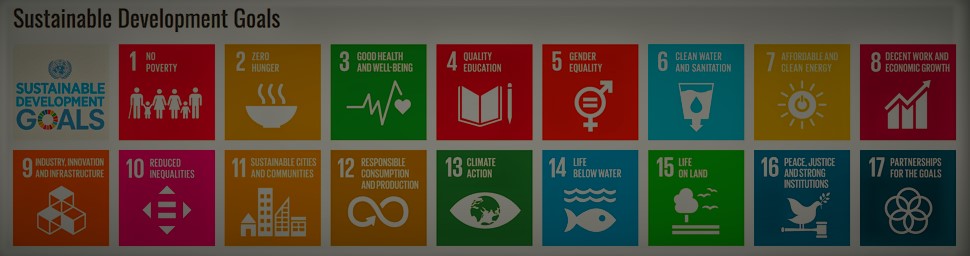 Sustainable Development Goals
SUSTAINABLE
DEVELOPMENT
GOALS
1 NO
POVERTY
2 ZERO
HUNGER
3 GOOD HEALTH
AND WELL-BEING
4 QUALITY
EDUCATION
5 GENDER
EQUALITY
6 CLEAN WATER
AND SANITATION
7 AFFORDABLE AND
CLEAN ENERGY
8 DECENT WORK AND
ECONOMIC GROWTH
9 INDUSTRY, INNOVATION
AND INFRASTRUCTURE
10 REDUCED
INEQUALITIES
11 SUSTAINABLE CITIES
AND COMMUNITIES
12 RESPONSIBLE
CONSUMPTION
AND PRODUCTION
13 CLIMATE
ACTION
14 LIFE
BELOW WATER
15 LIFE
ON LAND
16 PEACE, JUSTICE
AND STRONG
INSTITUTIONS
17 PARTNERSHIPS
FOR THE GOALS